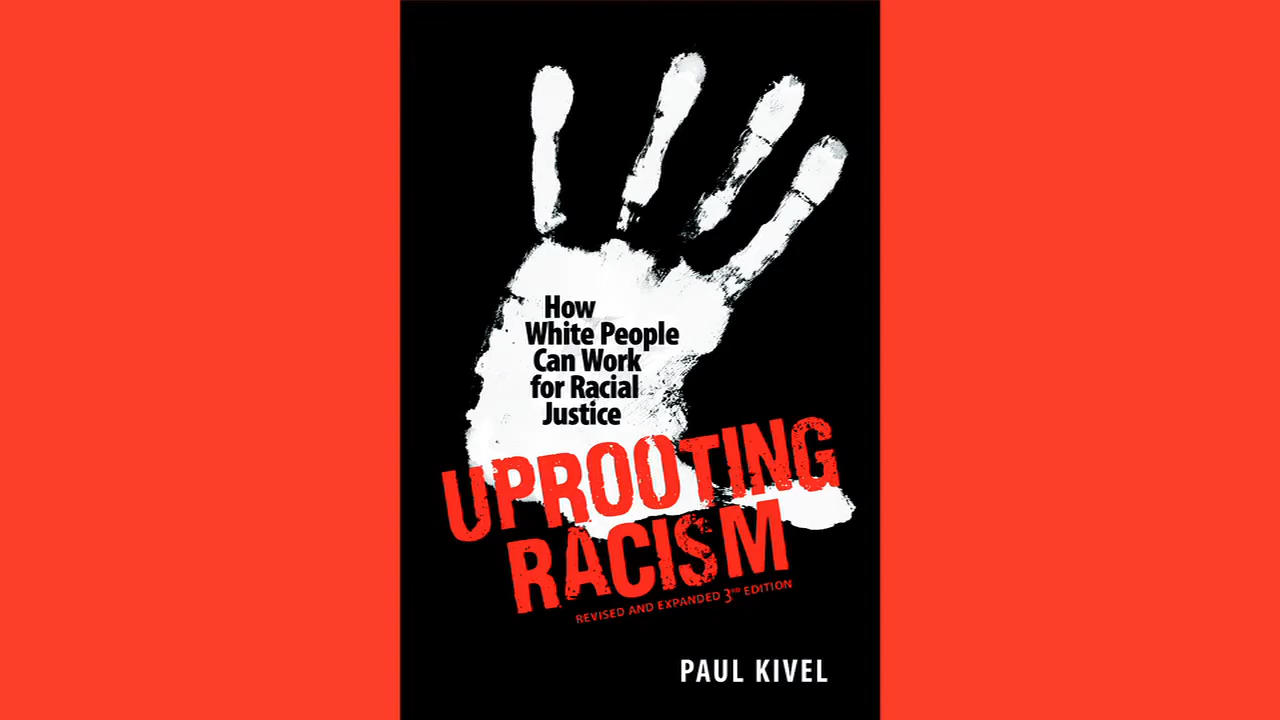 How
White People
Can Work
for Racial
Justice
UPROOTING
RACISM
REVISED AND EXPANDED 3RD EDITION
PAUL KIVEL